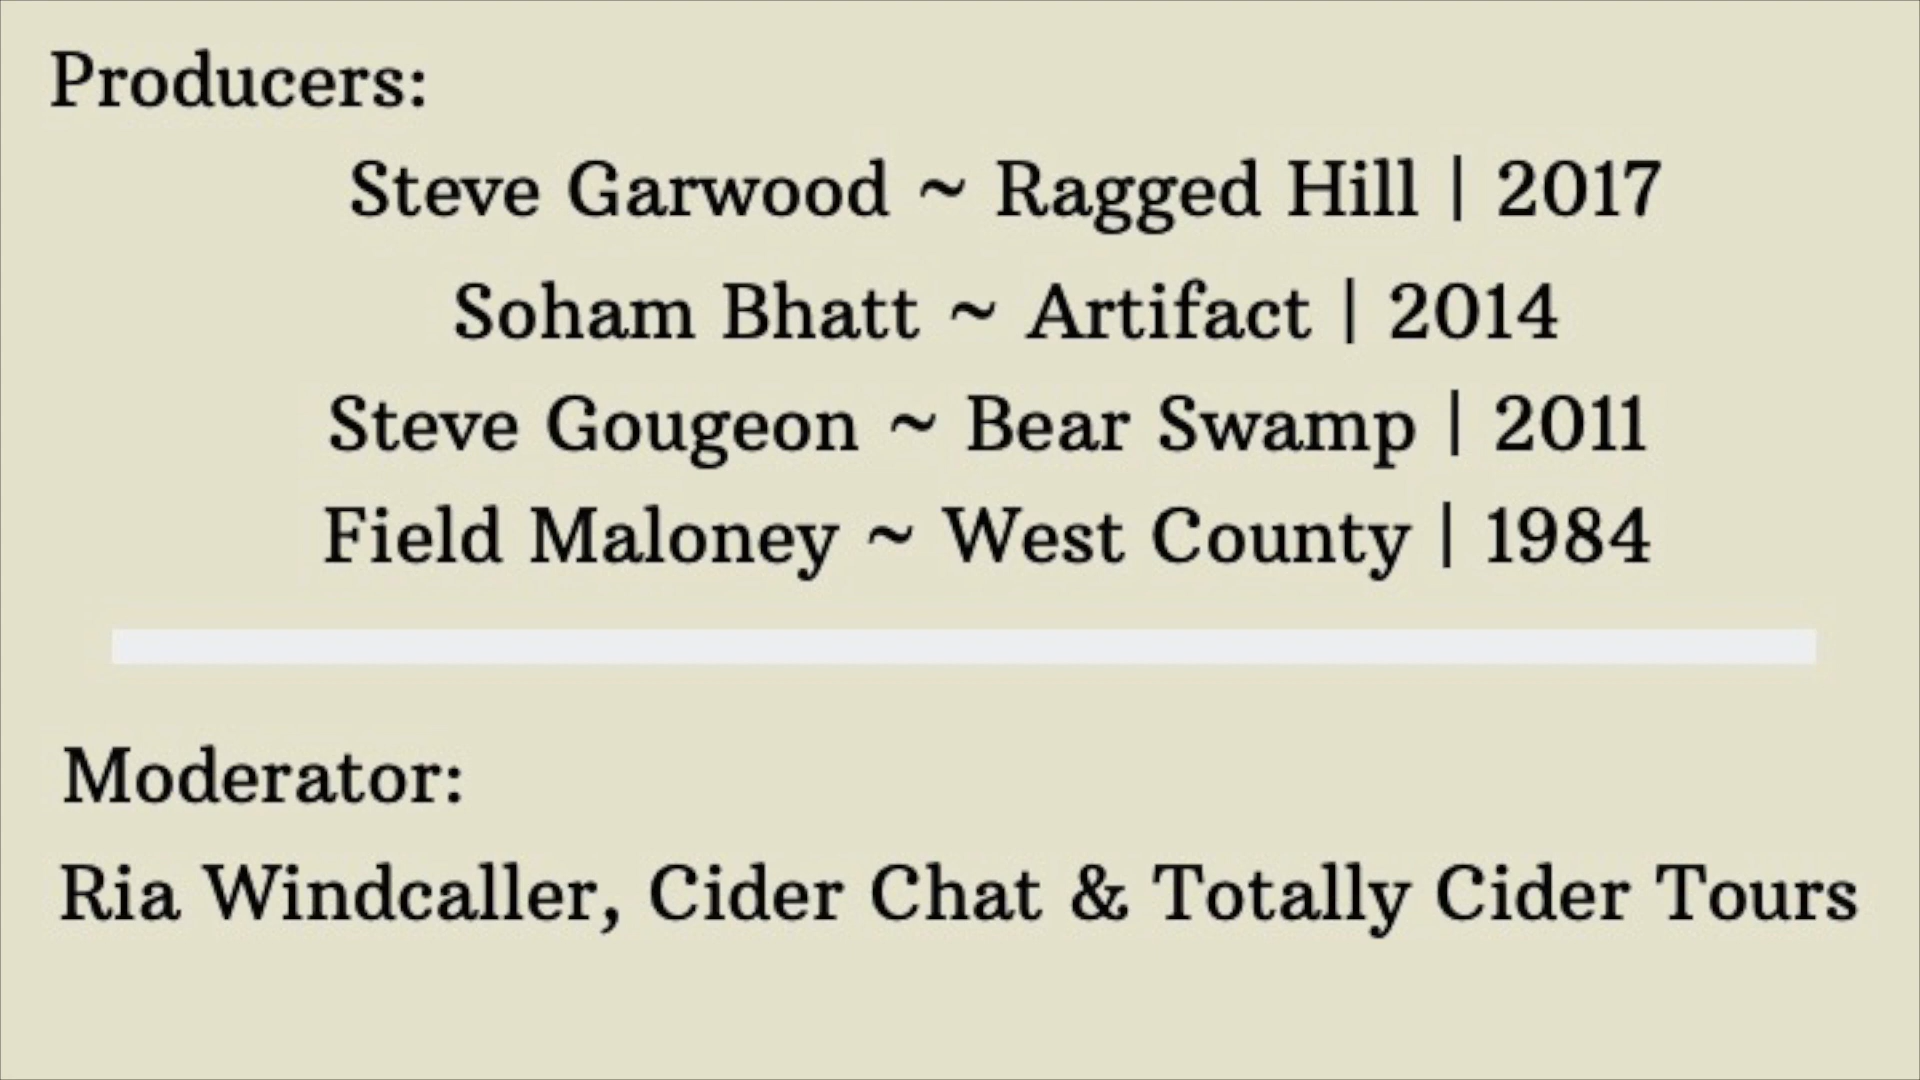 Producers:
Steve Garwood ~ Ragged Hill | 2017
Soham Bhatt ~ Artifact | 2014
Steve Gougeon ~ Bear Swamp | 2011
Field Maloney ~ West County | 1984
Moderator:
Ria Windcaller, Cider Chat & Totally Cider Tours